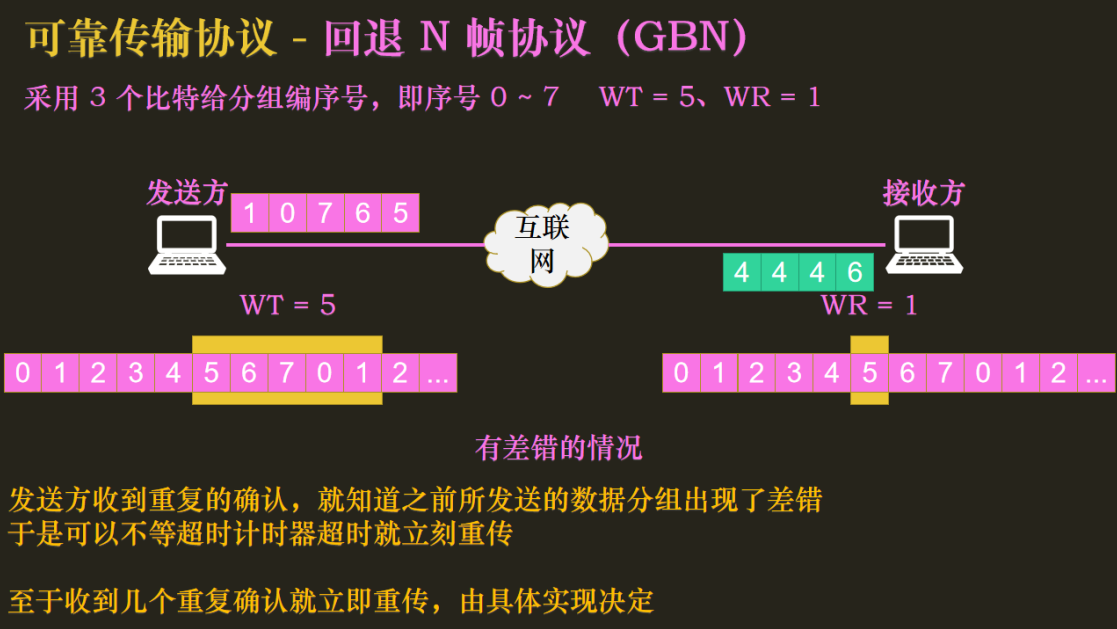 可靠传输协议 - 回退 N 帧协议（GBN）
采用 3 个比特给分组编序号，即序号 0 ~ 7 WT = 5、WR = 1
发送方
1 0 7 6 5
互联
网
接收方
4 4 4 6
WT = 5
WR = 1
0 1 2 3 4 5 6 7 0 1 2 ...
0 1 2 3 4 5 6 7 0 1 2 ...
有差错的情况
发送方收到重复的确认，就知道之前所发送的数据分组出现了差错
于是可以不等超时计时器超时就立刻重传
至于收到几个重复确认就立即重传，由具体实现决定